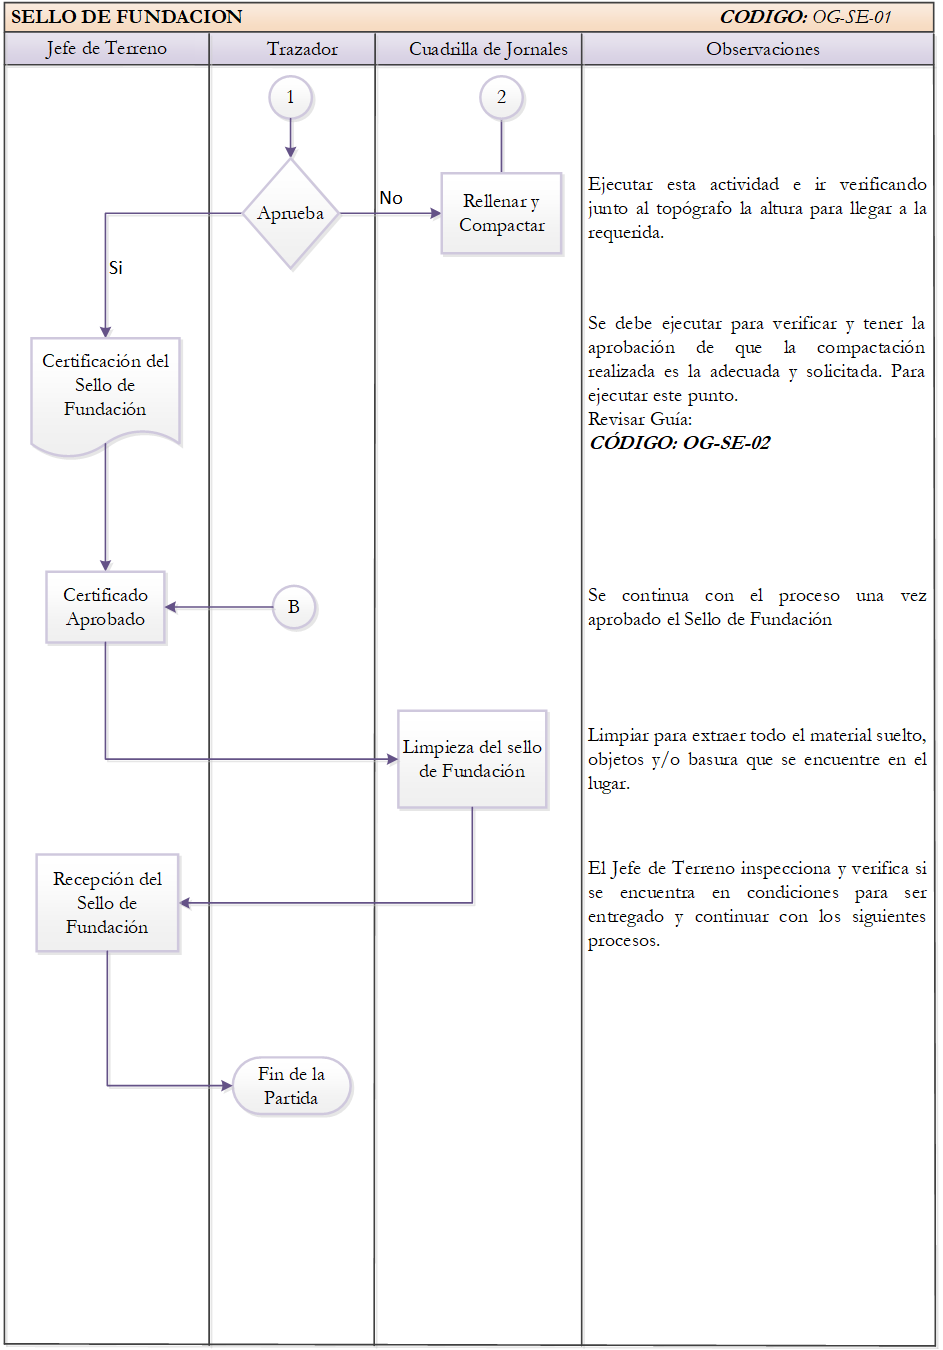 SELLO DE FUNDACION
CODIGO: OG-SE-01
Jefe de Terreno
Trazador
Cuadrilla de Jornales
Observaciones
1
2
Aprueba
No
Rellenar y
Compactar
Ejecutar esta actividad e ir verificando
junto al topógrafo la altura para llegar a la
requerida.
Si
Certificación del
Sello de
Fundación
Se debe ejecutar para verificar y tener la
aprobación de que la compactación
realizada es la adecuada y solicitada. Para
ejecutar este punto.
Revisar Guía:
CÓDIGO: OG-SE-02
Certificado
Aprobado
B
Se continua con el proceso una vez
aprobado el Sello de Fundación
Limpieza del sello
de Fundación
Limpiar para extraer todo el material suelto,
objetos y/o basura que se encuentre en el
lugar.
Recepción del
Sello de
Fundación
El Jefe de Terreno inspecciona y verifica si
se encuentra en condiciones para ser
entregado y continuar con los siguientes
procesos.
Fin de la
Partida